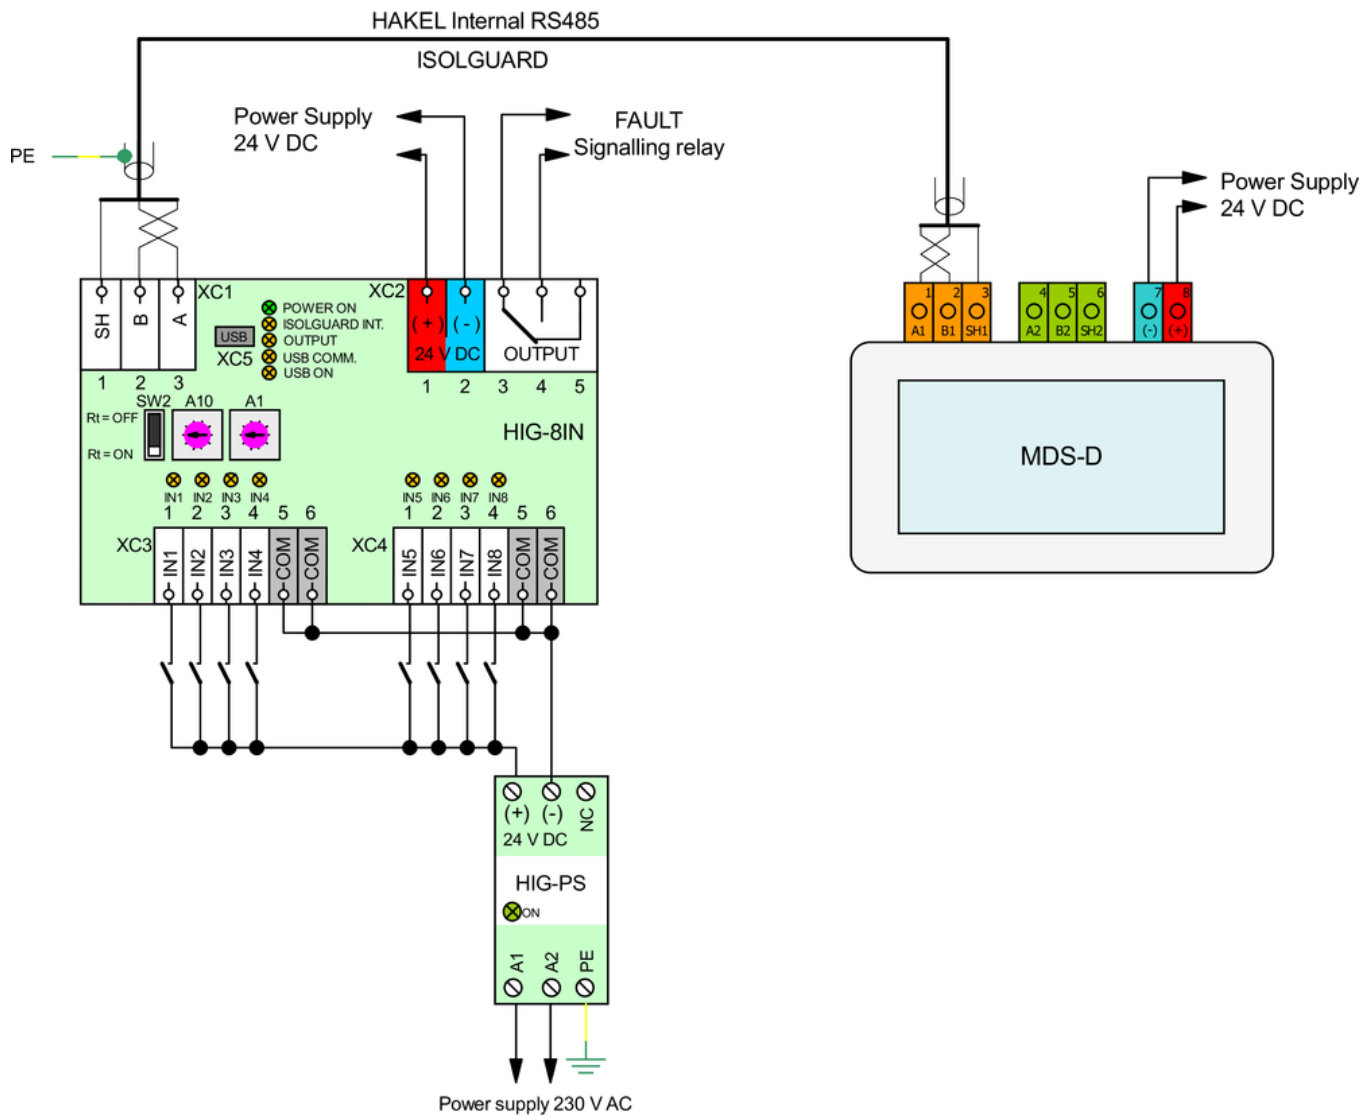 HAKEL Internal RS485
ISOLGUARD
Power Supply
24 V DC
FAULT
Signalling relay
PE
Power Supply
24 V DC
SH
B
A
XC1
POWER ON
ISOLGUARD INT.
OUTPUT
USB COMM.
USB ON
USB
XC5
XC2
(+)
(-)
24 V DC
OUTPUT
1 2 3
1 2 3 4 5
SW2
A10
A1
Rt = OFF
Rt = ON
HIG-8IN
IN1 IN2 IN3 IN4
1 2 3 4 5 6
IN5 IN6 IN7 IN8
1 2 3 4 5 6
XC3
IN1
IN2
IN3
IN4
COM
COM
XC4
IN5
IN6
IN7
IN8
COM
COM
1 2 3
A1 B1 SH1
4 5 6
A2 B2 SH2
7 8
(-) (+)
MDS-D
(+) (-) NC
24 V DC
HIG-PS
ON
A1
A2
PE
Power supply 230 V AC